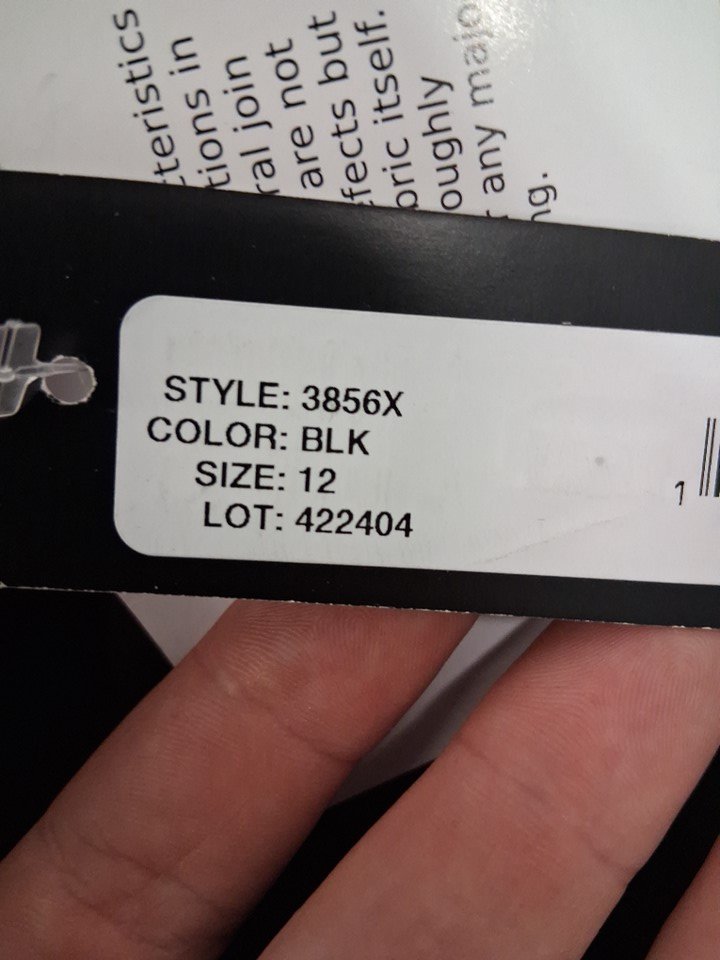 teristics
tions in
ral join
are not
fects but
bric itself.
oughly
any majo
ng.
STYLE: 3856X
COLOR: BLK
SIZE: 12
LOT: 422404
1